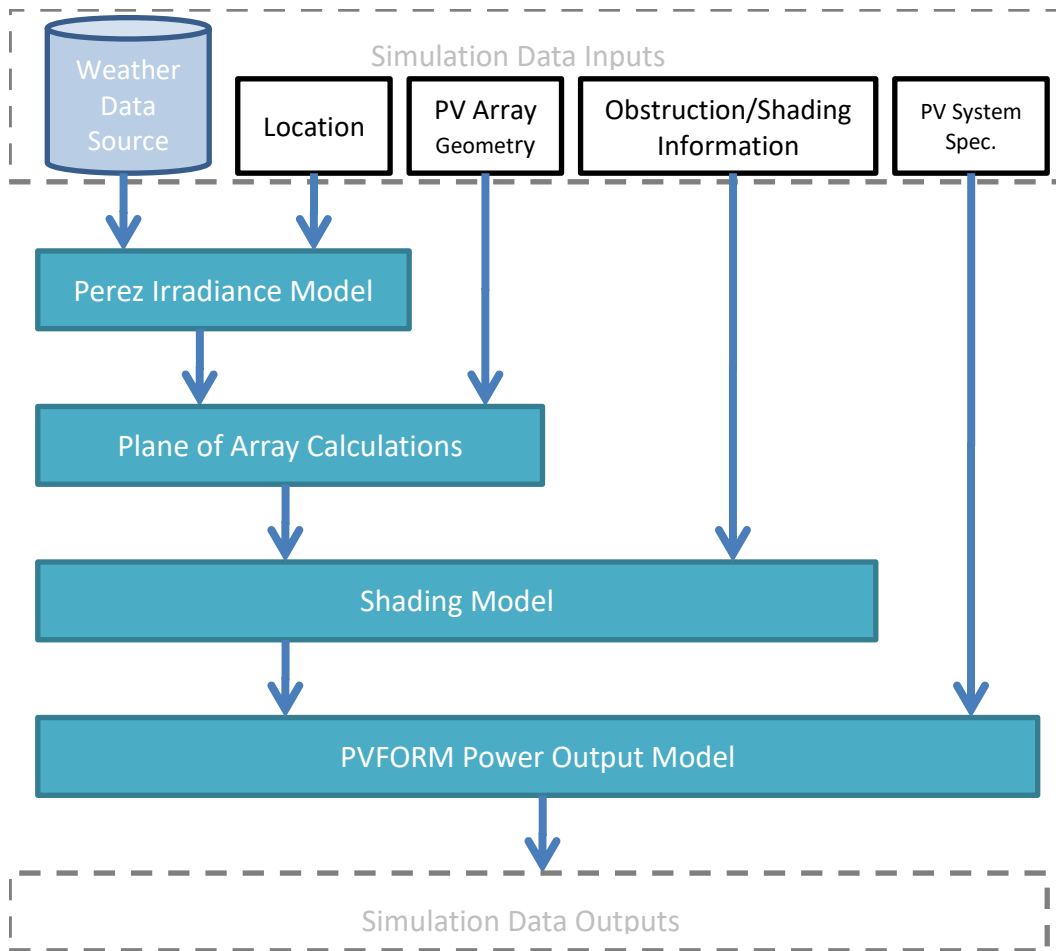 Simulation Data Inputs
Weather
Data
Source
Location
PV Array
Geometry
Obstruction/Shading
Information
PV System
Spec.
Perez Irradiance Model
Plane of Array Calculations
Shading Model
PVFORM Power Output Model
Simulation Data Outputs